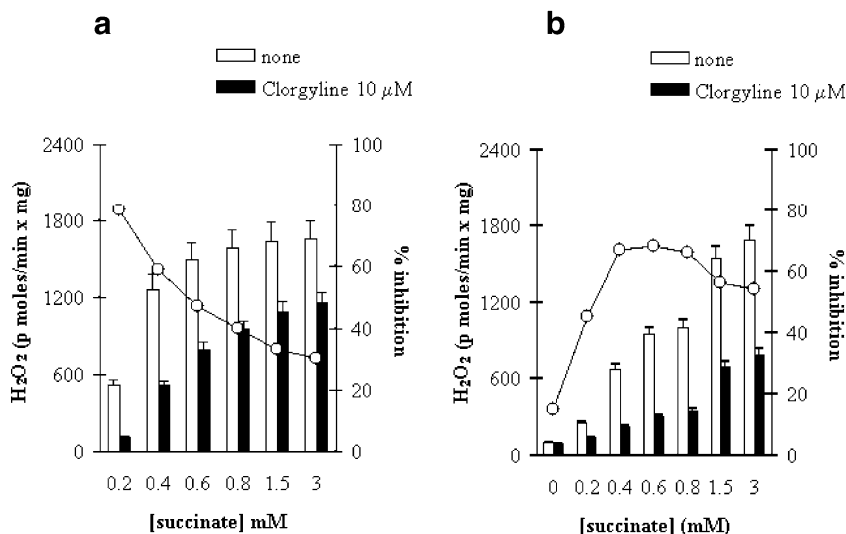 a
none
Clorgyline 10 μM
2400
1800
1200
600
0
H₂O₂ (p moles/min x mg)
100
80
60
40
20
0
% inhibition
0.2 0.4 0.6 0.8 1.5 3
[succinate] mM
b
none
Clorgyline 10 μM
2400
1800
1200
600
0
H₂O₂ (p moles/min x mg)
100
80
60
40
20
0
% inhibition
0 0.2 0.4 0.6 0.8 1.5 3
[succinate] (mM)